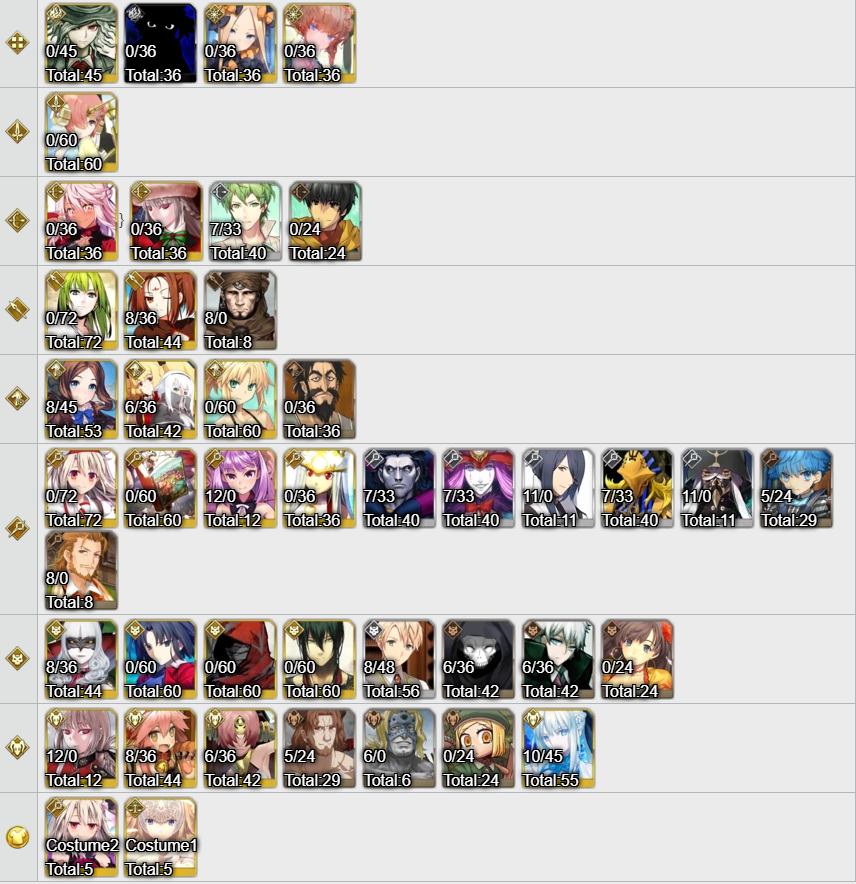 0/45
Total:45
0/36
Total:36
0/36
Total:36
0/36
Total:36
0/60
Total:60
0/36
Total:36
}
0/36
Total:36
7/33
Total:40
0/24
Total:24
0/72
Total:72
8/36
Total:44
8/0
Total:8
8/45
Total:53
6/36
Total:42
0/60
Total:60
0/36
Total:36
0/72
Total:72
0/60
Total:60
12/0
Total:12
0/36
Total:36
7/33
Total:40
7/33
Total:40
11/0
Total:11
7/33
Total:40
11/0
Total:11
5/24
Total:29
8/0
Total:8
8/36
Total:44
0/60
Total:60
0/60
Total:60
0/60
Total:60
8/48
Total:56
6/36
Total:42
6/36
Total:42
0/24
Total:24
12/0
Total:12
8/36
Total:44
6/36
Total:42
5/24
Total:29
6/0
Total:6
0/24
Total:24
10/45
Total:55
Costume2
Total:5
Costume1
Total:5